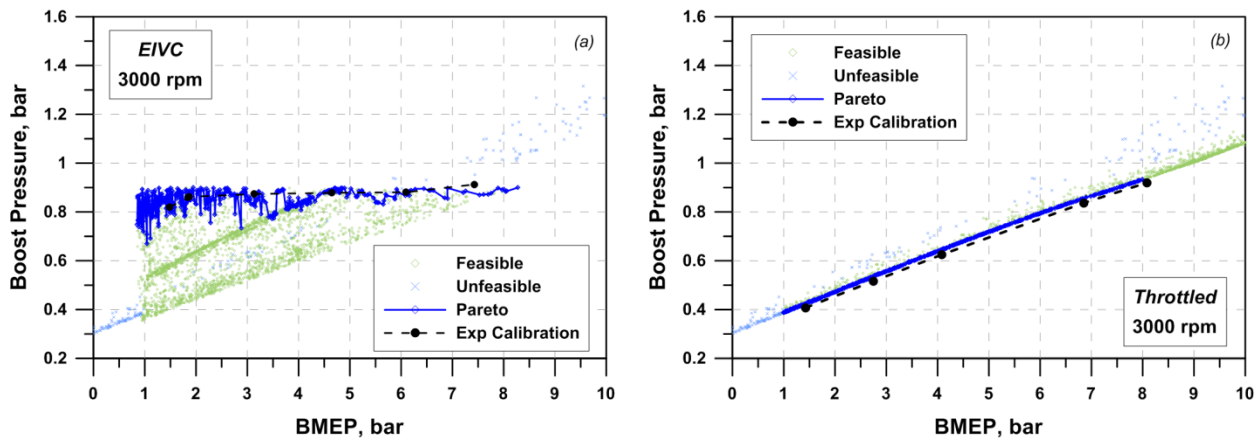 1.6
1.4
1.2
1
0.8
0.6
0.4
0.2
Boost Pressure, bar
EIVC
3000 rpm
(a)
Feasible
Unfeasible
Pareto
Exp Calibration
0 1 2 3 4 5 6 7 8 9 10
BMEP, bar
1.6
1.4
1.2
1
0.8
0.6
0.4
0.2
Boost Pressure, bar
Feasible
Unfeasible
Pareto
Exp Calibration
(b)
Throttled
3000 rpm
0 1 2 3 4 5 6 7 8 9 10
BMEP, bar